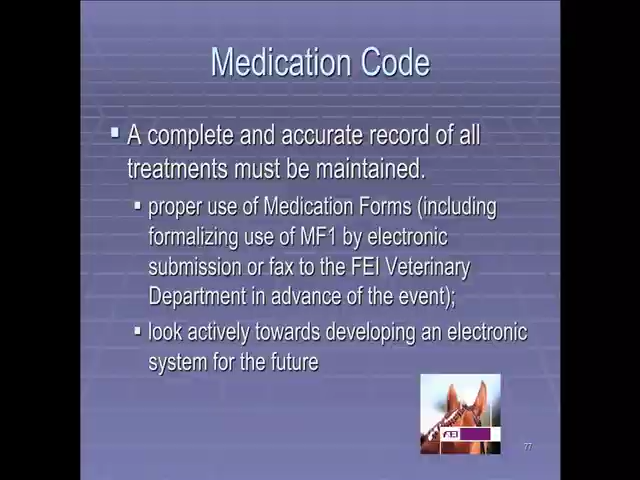 Medication Code
A complete and accurate record of all
treatments must be maintained.
proper use of Medication Forms (including
formalizing use of MF1 by electronic
submission or fax to the FEI Veterinary
Department in advance of the event);
look actively towards developing an electronic
system for the future
FEI
77